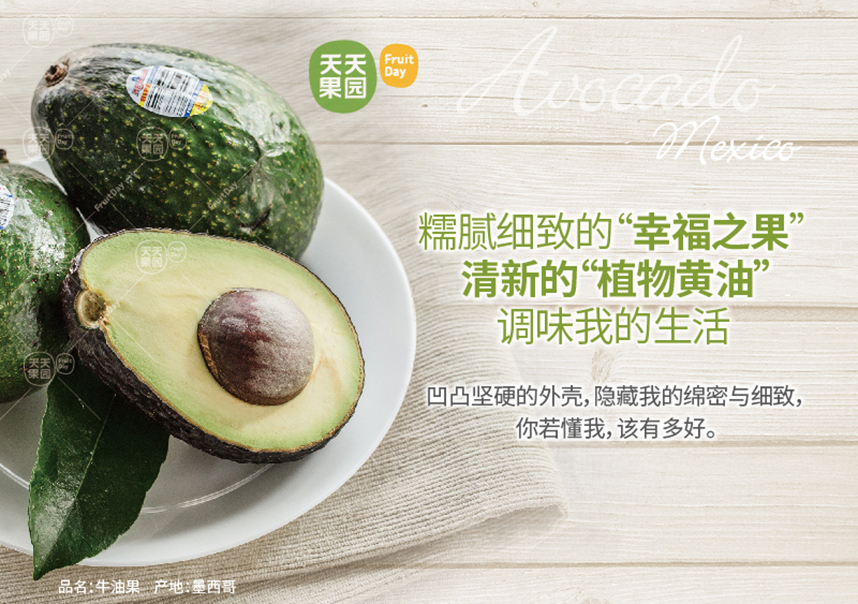 天天果园
Fruit Day
Avocado
Mexico
糯腻细致的“幸福之果”
清新的“植物黄油”
调味我的生活
凹凸坚硬的外壳，隐藏我的绵密与细致，
你若懂我，该有多好。
品名：牛油果 产地：墨西哥